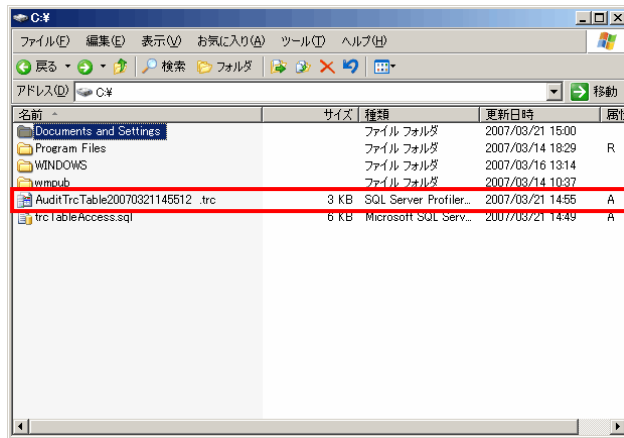 C:¥
ファイル(F) 編集(E) 表示(V) お気に入り(A) ツール(T) ヘルプ(H)
戻る 検索 フォルダ
アドレス(D) C:¥ 移動
名前 サイズ 種類 更新日時 属性
Documents and Settings ファイル フォルダ 2007/03/21 15:00
Program Files ファイル フォルダ 2007/03/14 18:29 R
WINDOWS ファイル フォルダ 2007/03/16 13:14
wmpub ファイル フォルダ 2007/03/14 10:37
AuditTrcTable20070321145512 .trc 3 KB SQL Server Profiler... 2007/03/21 14:55 A
trcTableAccess.sql 6 KB Microsoft SQL Serv... 2007/03/21 14:49 A